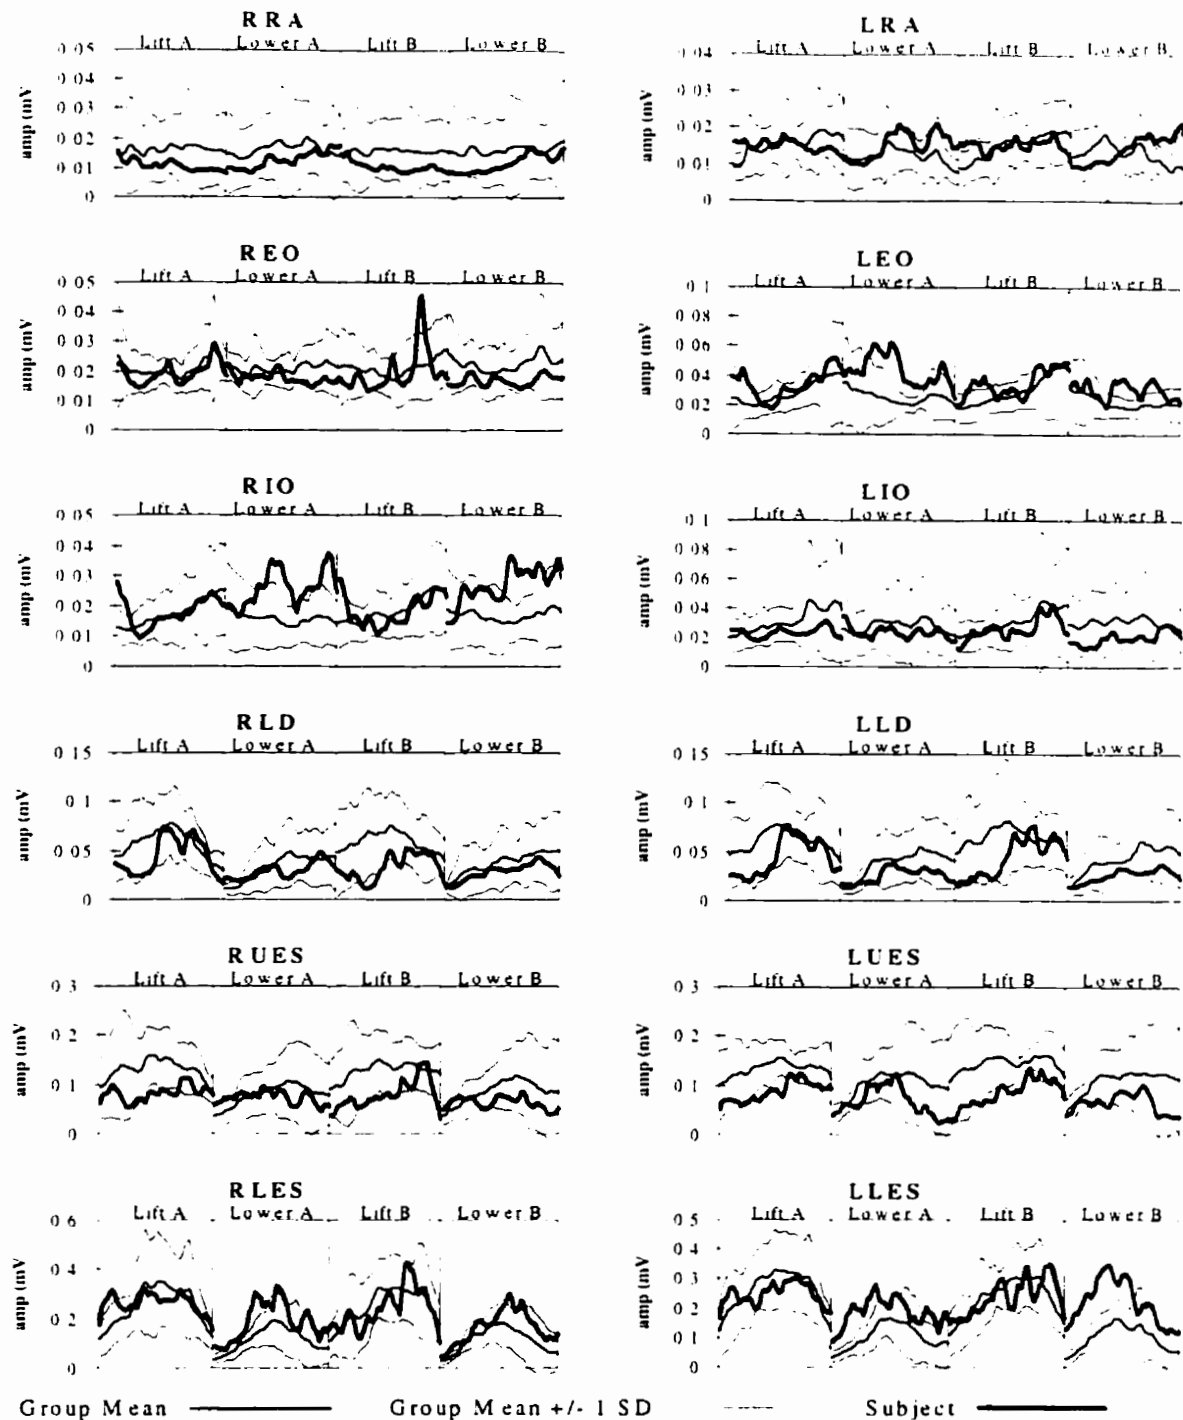 RRA
LRA
Lift A Lower A Lift B Lower B
Lift A Lower A Lift B Lower B
0.05
0.04
0.03
0.02
0.01
0
amp (mV
0.04
0.03
0.02
0.01
0
amp (mV
REO
LEO
Lift A Lower A Lift B Lower B
Lift A Lower A Lift B Lower B
0.05
0.04
0.03
0.02
0.01
0
amp (mV
0.1
0.08
0.06
0.04
0.02
0
amp (mV
RIO
LIO
Lift A Lower A Lift B Lower B
Lift A Lower A Lift B Lower B
0.05
0.04
0.03
0.02
0.01
0
amp (mV
0.1
0.08
0.06
0.04
0.02
0
amp (mV
RLD
LLD
Lift A Lower A Lift B Lower B
Lift A Lower A Lift B Lower B
0.15
0.1
0.05
0
amp (mV
0.15
0.1
0.05
0
amp (mV
RUES
LUES
Lift A Lower A Lift B Lower B
Lift A Lower A Lift B Lower B
0.3
0.2
0.1
0
amp (mV
0.3
0.2
0.1
0
amp (mV
RLES
LLES
Lift A Lower A Lift B Lower B
Lift A Lower A Lift B Lower B
0.6
0.4
0.2
0
amp (mV
0.5
0.4
0.3
0.2
0.1
0
amp (mV
Group Mean Group Mean +/- 1 SD Subject